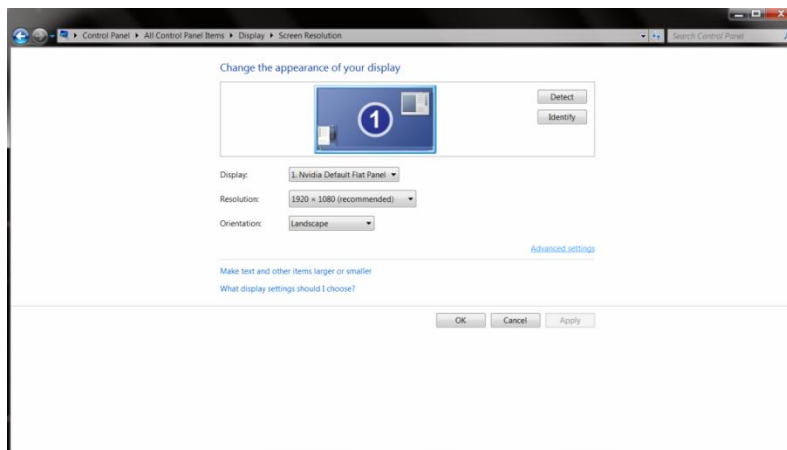 Control Panel ▸ All Control Panel Items ▸ Display ▸ Screen Resolution
Search Control Panel
Change the appearance of your display
1
Detect
Identify
Display: 1. Nvidia Default Flat Panel
Resolution: 1920 × 1080 (recommended)
Orientation: Landscape
Advanced settings
Make text and other items larger or smaller
What display settings should I choose?
OK Cancel Apply